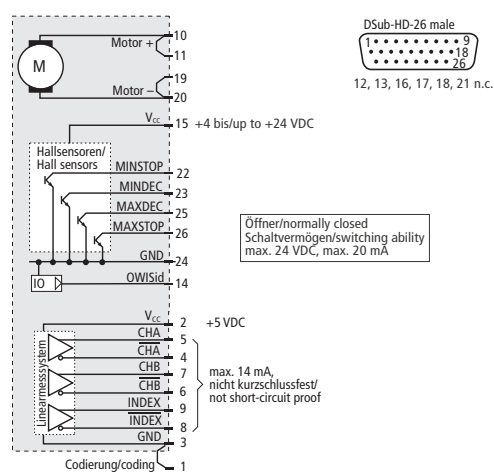 Motor +
10
11
M
Motor –
19
20
Vcc
15 +4 bis/up to +24 VDC
Hallsensoren/
Hall sensors
MINSTOP
22
MINDEC
23
MAXDEC
25
MAXSTOP
26
GND
24
IO
OWISid
14
Vcc
2 +5 VDC
Linearmesssystem
CHA
5
CHA
4
CHB
7
CHB
6
INDEX
9
INDEX
8
GND
3
Codierung/coding
1
max. 14 mA,
nicht kurzschlussfest/
not short-circuit proof
Öffner/normally closed
Schaltvermögen/switching ability
max. 24 VDC, max. 20 mA
DSub-HD-26 male
1 9
18
26
12, 13, 16, 17, 18, 21 n.c.